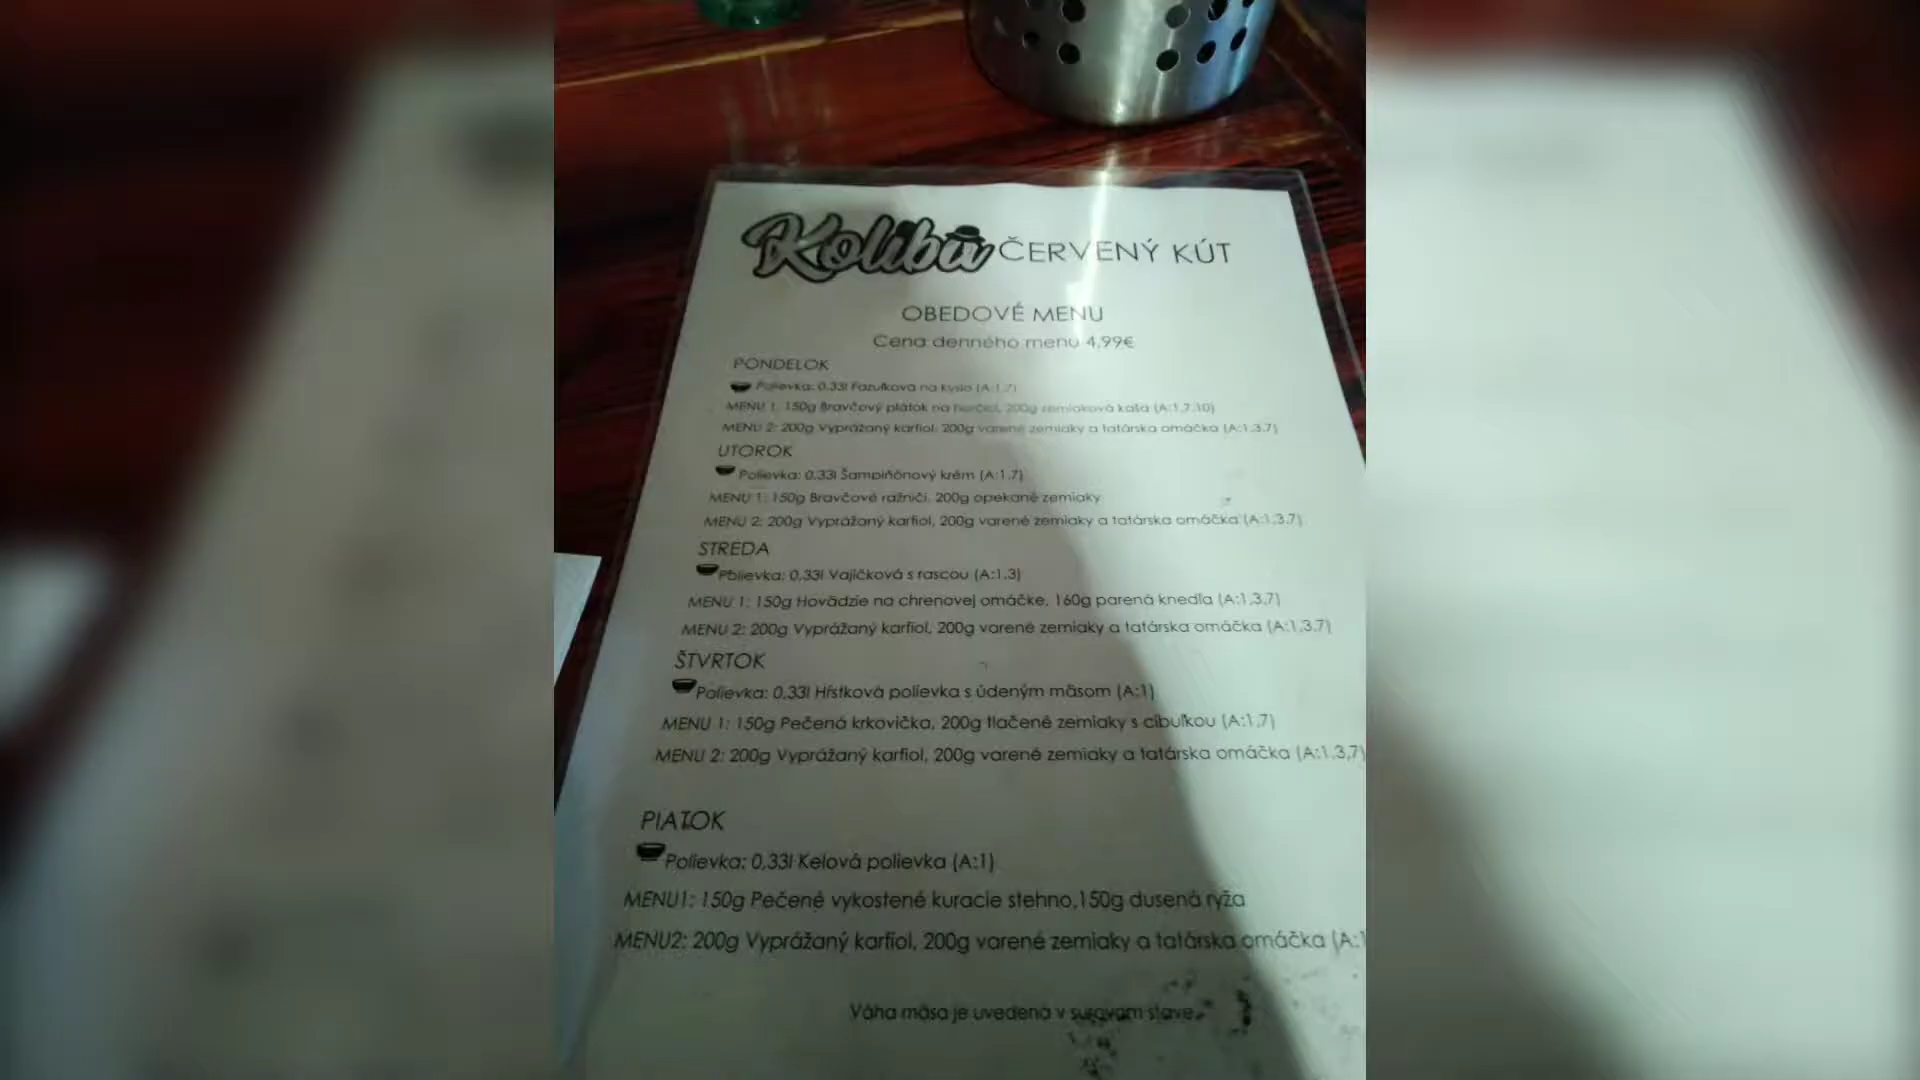 Koliba ČERVENÝ KÚT
OBEDOVÉ MENU
Cena denného menu 4,99€
PONDELOK
Polievka: 0,33l Fazuľková na kyslo (A:1,7)
MENU 1: 150g Bravčový plátok na horčici, 200g zemiaková kaša (A:1,7,10)
MENU 2: 200g Vyprážaný karfiol, 200g varené zemiaky a tatárska omáčka (A:1,3,7)
UTOROK
Polievka: 0,33l Šampiňónový krém (A:1,7)
MENU 1: 150g Bravčové ražniči, 200g opekané zemiaky
MENU 2: 200g Vyprážaný karfiol, 200g varené zemiaky a tatárska omáčka (A:1,3,7)
STREDA
Polievka: 0,33l Vajíčková s rascou (A:1,3)
MENU 1: 150g Hovädzie na chrenovej omáčke, 160g parená knedľa (A:1,3,7)
MENU 2: 200g Vyprážaný karfiol, 200g varené zemiaky a tatárska omáčka (A:1,3,7)
ŠTVRTOK
Polievka: 0,33l Hŕstková polievka s údeným mäsom (A:1)
MENU 1: 150g Pečená krkovička, 200g tlačené zemiaky s cibuľkou (A:1,7)
MENU 2: 200g Vyprážaný karfiol, 200g varené zemiaky a tatárska omáčka (A:1,3,7)
PIATOK
Polievka: 0,33l Kelová polievka (A:1)
MENU1: 150g Pečené vykostené kuracie stehno,150g dusená ryža
MENU2: 200g Vyprážaný karfiol, 200g varené zemiaky a tatárska omáčka (A:1
Váha mäsa je uvedená v surovom stave.